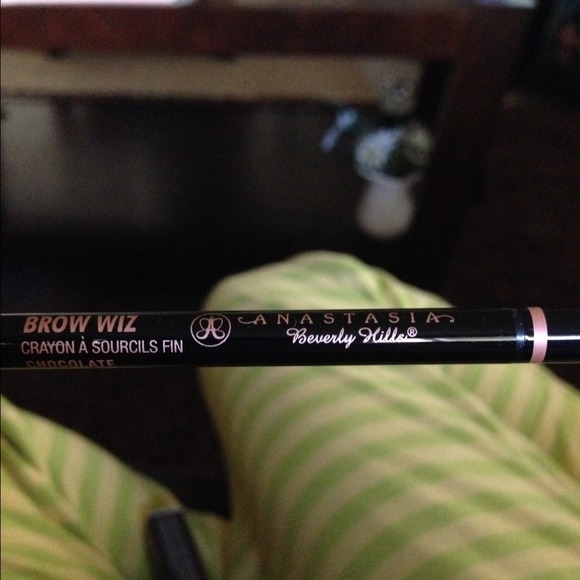 BROW WIZ
CRAYON À SOURCILS FIN
CHOCOLATE
ANASTASIA
Beverly Hills®